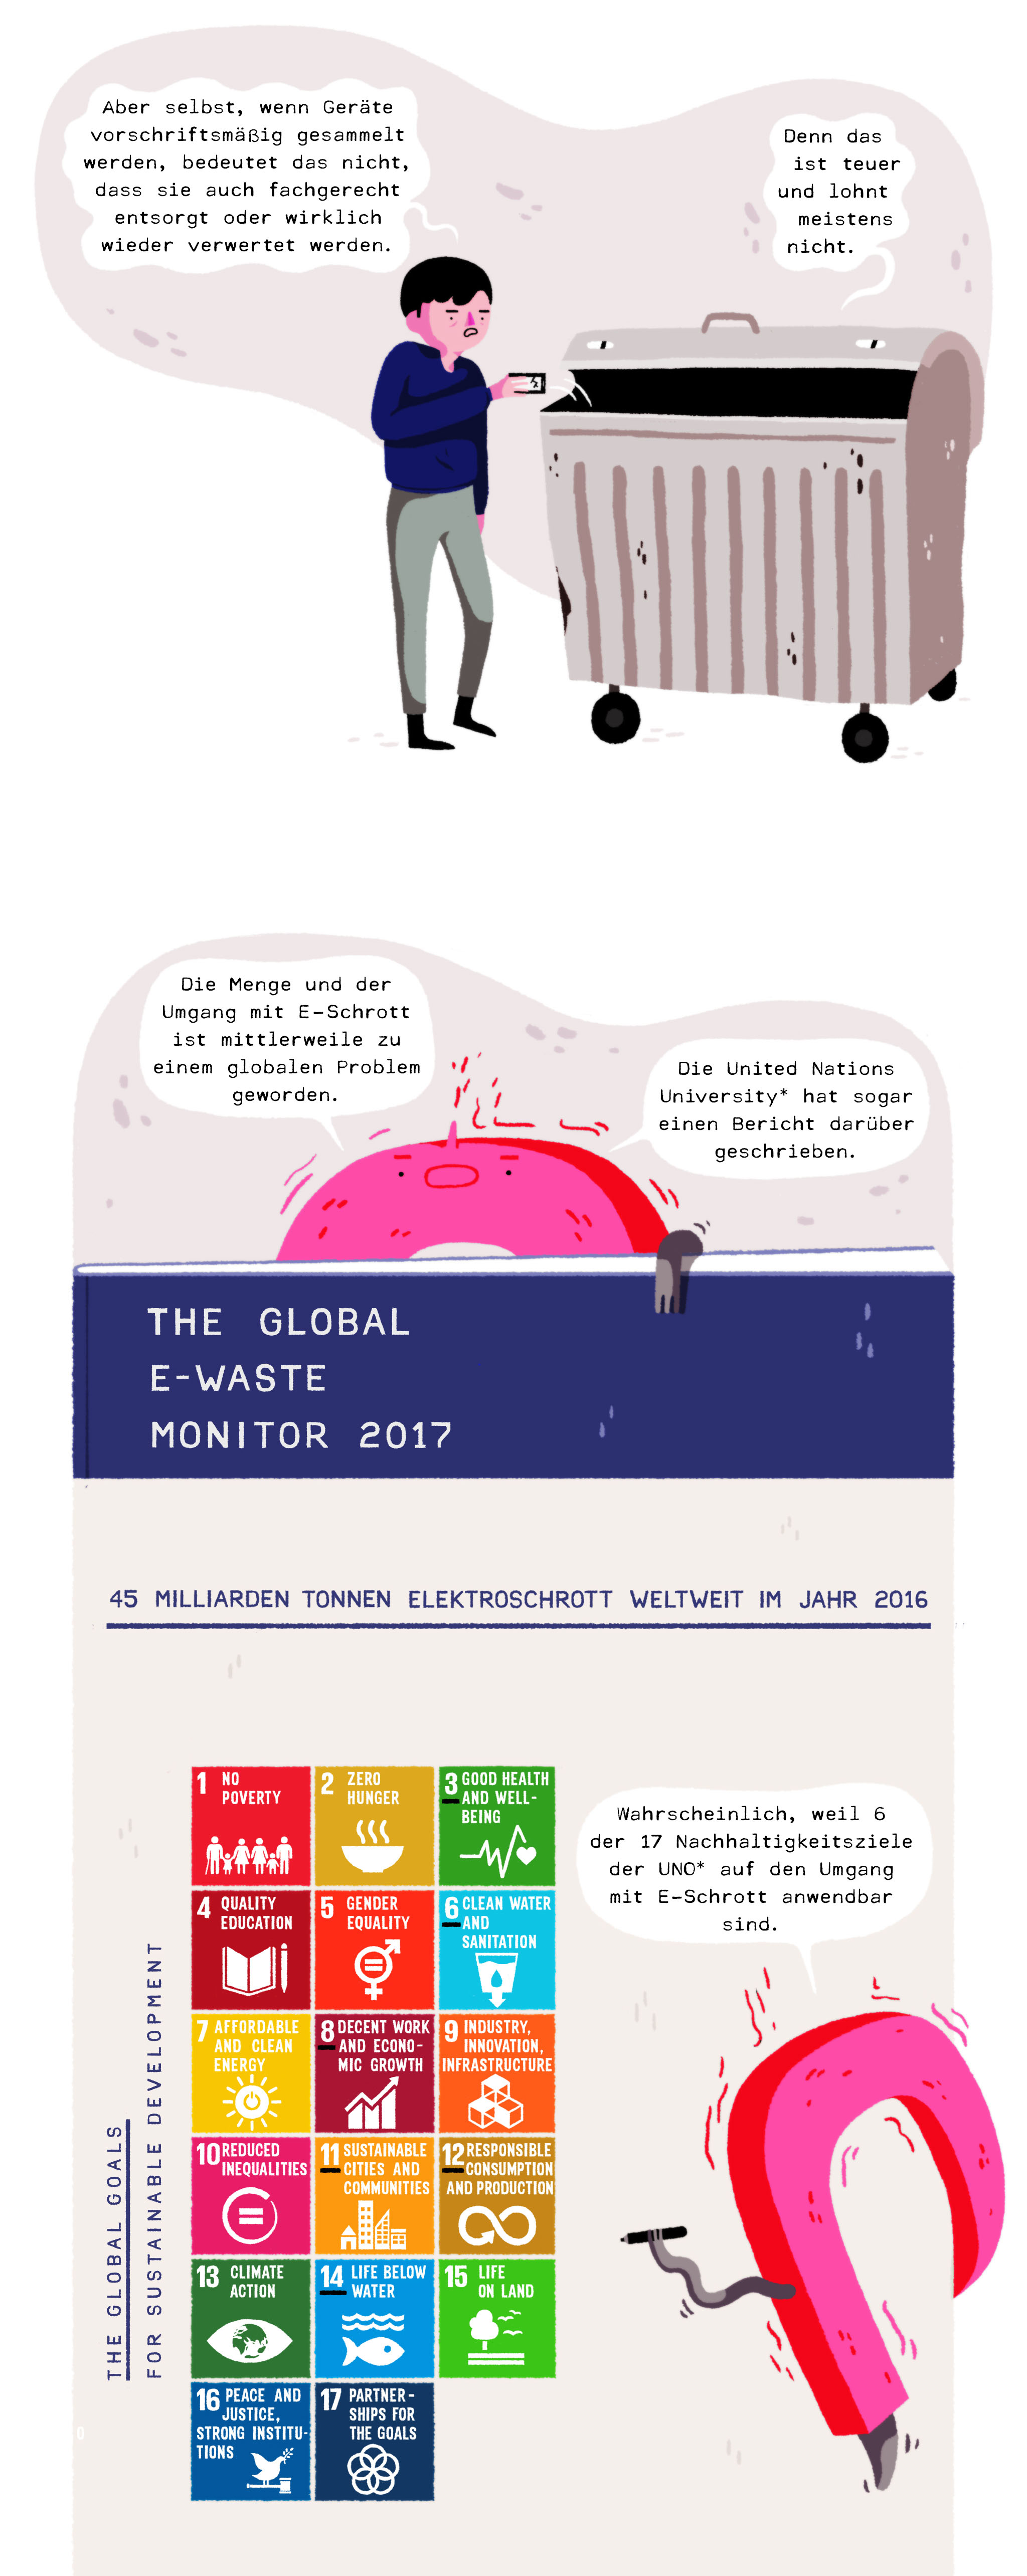 Aber selbst, wenn Geräte
vorschriftsmäßig gesammelt
werden, bedeutet das nicht,
dass sie auch fachgerecht
entsorgt oder wirklich
wieder verwertet werden.
Denn das
ist teuer
und lohnt
meistens
nicht.
Die Menge und der
Umgang mit E-Schrott
ist mittlerweile zu
einem globalen Problem
geworden.
Die United Nations
University* hat sogar
einen Bericht darüber
geschrieben.
THE GLOBAL
E-WASTE
MONITOR 2017
45 MILLIARDEN TONNEN ELEKTROSCHROTT WELTWEIT IM JAHR 2016
THE GLOBAL GOALS
FOR SUSTAINABLE DEVELOPMENT
1 NO
POVERTY
2 ZERO
HUNGER
3 GOOD HEALTH
AND WELL-
BEING
4 QUALITY
EDUCATION
5 GENDER
EQUALITY
6 CLEAN WATER
AND
SANITATION
7 AFFORDABLE
AND CLEAN
ENERGY
8 DECENT WORK
AND ECONO-
MIC GROWTH
9 INDUSTRY,
INNOVATION,
INFRASTRUCTURE
10 REDUCED
INEQUALITIES
11 SUSTAINABLE
CITIES AND
COMMUNITIES
12 RESPONSIBLE
CONSUMPTION
AND PRODUCTION
13 CLIMATE
ACTION
14 LIFE BELOW
WATER
15 LIFE
ON LAND
16 PEACE AND
JUSTICE,
STRONG INSTITU-
TIONS
17 PARTNER-
SHIPS FOR
THE GOALS
Wahrscheinlich, weil 6
der 17 Nachhaltigkeitsziele
der UNO* auf den Umgang
mit E-Schrott anwendbar
sind.